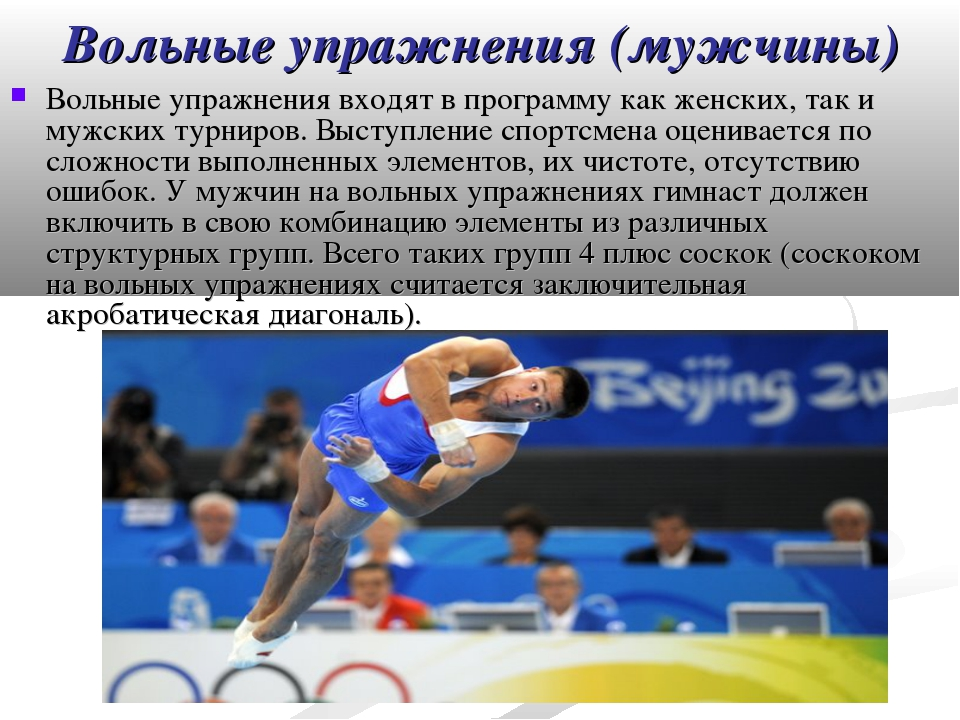 Вольные упражнения (мужчины)
Вольные упражнения входят в программу как женских, так и
мужских турниров. Выступление спортсмена оценивается по
сложности выполненных элементов, их чистоте, отсутствию
ошибок. У мужчин на вольных упражнениях гимнаст должен
включить в свою комбинацию элементы из различных
структурных групп. Всего таких групп 4 плюс соскок (соскоком
на вольных упражнениях считается заключительная
акробатическая диагональ).
Beijing 20